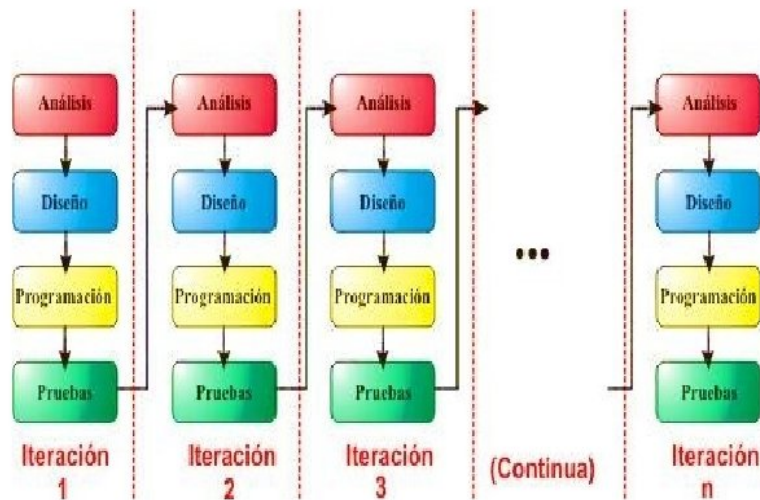 Análisis
Diseño
Programación
Pruebas
Iteración
1
Análisis
Diseño
Programación
Pruebas
Iteración
2
Análisis
Diseño
Programación
Pruebas
Iteración
3
...
(Continua)
Análisis
Diseño
Programación
Pruebas
Iteración
n